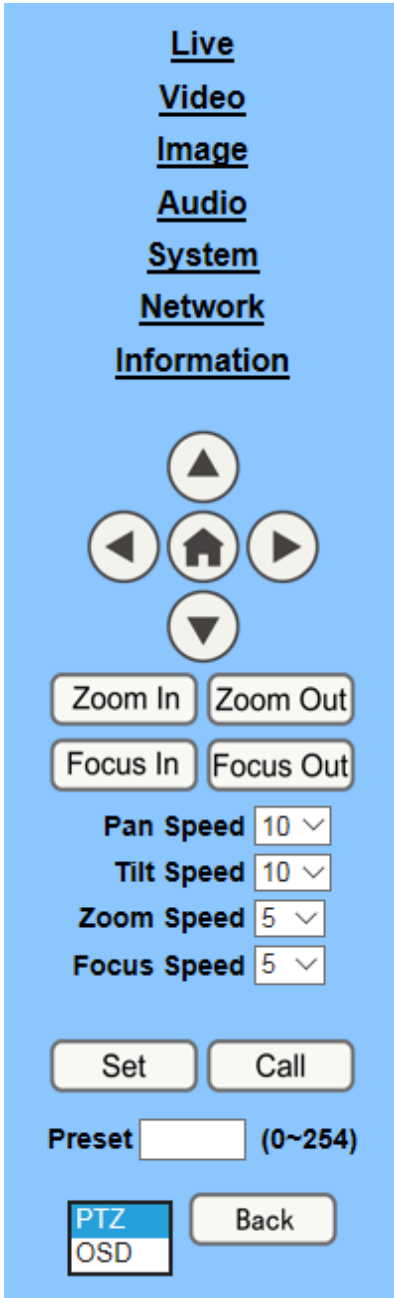 Live
Video
Image
Audio
System
Network
Information
Zoom In Zoom Out
Focus In Focus Out
Pan Speed 10
Tilt Speed 10
Zoom Speed 5
Focus Speed 5
Set Call
Preset (0~254)
PTZ Back
OSD